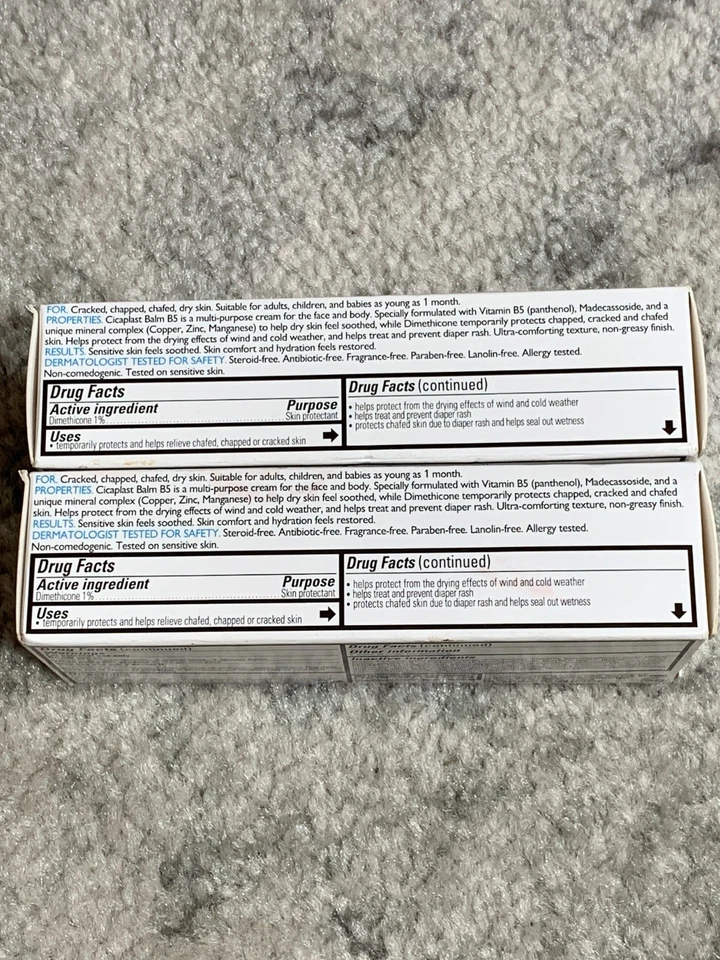 FOR. Cracked, chapped, chafed, dry skin. Suitable for adults, children, and babies as young as 1 month.
PROPERTIES. Cicaplast Balm B5 is a multi-purpose cream for the face and body. Specially formulated with Vitamin B5 (panthenol), Madecassoside, and a
unique mineral complex (Copper, Zinc, Manganese) to help dry skin feel soothed, while Dimethicone temporarily protects chapped, cracked and chafed
skin. Helps protect from the drying effects of wind and cold weather, and helps treat and prevent diaper rash. Ultra-comforting texture, non-greasy finish.
RESULTS. Sensitive skin feels soothed. Skin comfort and hydration feels restored.
DERMATOLOGIST TESTED FOR SAFETY. Steroid-free. Antibiotic-free. Fragrance-free. Paraben-free. Lanolin-free. Allergy tested.
Non-comedogenic. Tested on sensitive skin.
Drug Facts
Active ingredient Purpose
Dimethicone 1%........................................ Skin protectant
Uses
• temporarily protects and helps relieve chafed, chapped or cracked skin
Drug Facts (continued)
• helps protect from the drying effects of wind and cold weather
• helps treat and prevent diaper rash
• protects chafed skin due to diaper rash and helps seal out wetness
FOR. Cracked, chapped, chafed, dry skin. Suitable for adults, children, and babies as young as 1 month.
PROPERTIES. Cicaplast Balm B5 is a multi-purpose cream for the face and body. Specially formulated with Vitamin B5 (panthenol), Madecassoside, and a
unique mineral complex (Copper, Zinc, Manganese) to help dry skin feel soothed, while Dimethicone temporarily protects chapped, cracked and chafed
skin. Helps protect from the drying effects of wind and cold weather, and helps treat and prevent diaper rash. Ultra-comforting texture, non-greasy finish.
RESULTS. Sensitive skin feels soothed. Skin comfort and hydration feels restored.
DERMATOLOGIST TESTED FOR SAFETY. Steroid-free. Antibiotic-free. Fragrance-free. Paraben-free. Lanolin-free. Allergy tested.
Non-comedogenic. Tested on sensitive skin.
Drug Facts
Active ingredient Purpose
Dimethicone 1%........................................ Skin protectant
Uses
• temporarily protects and helps relieve chafed, chapped or cracked skin
Drug Facts (continued)
• helps protect from the drying effects of wind and cold weather
• helps treat and prevent diaper rash
• protects chafed skin due to diaper rash and helps seal out wetness
Drug Facts (continued)
Drug Facts (continued)
Other information
Inactive ingredients